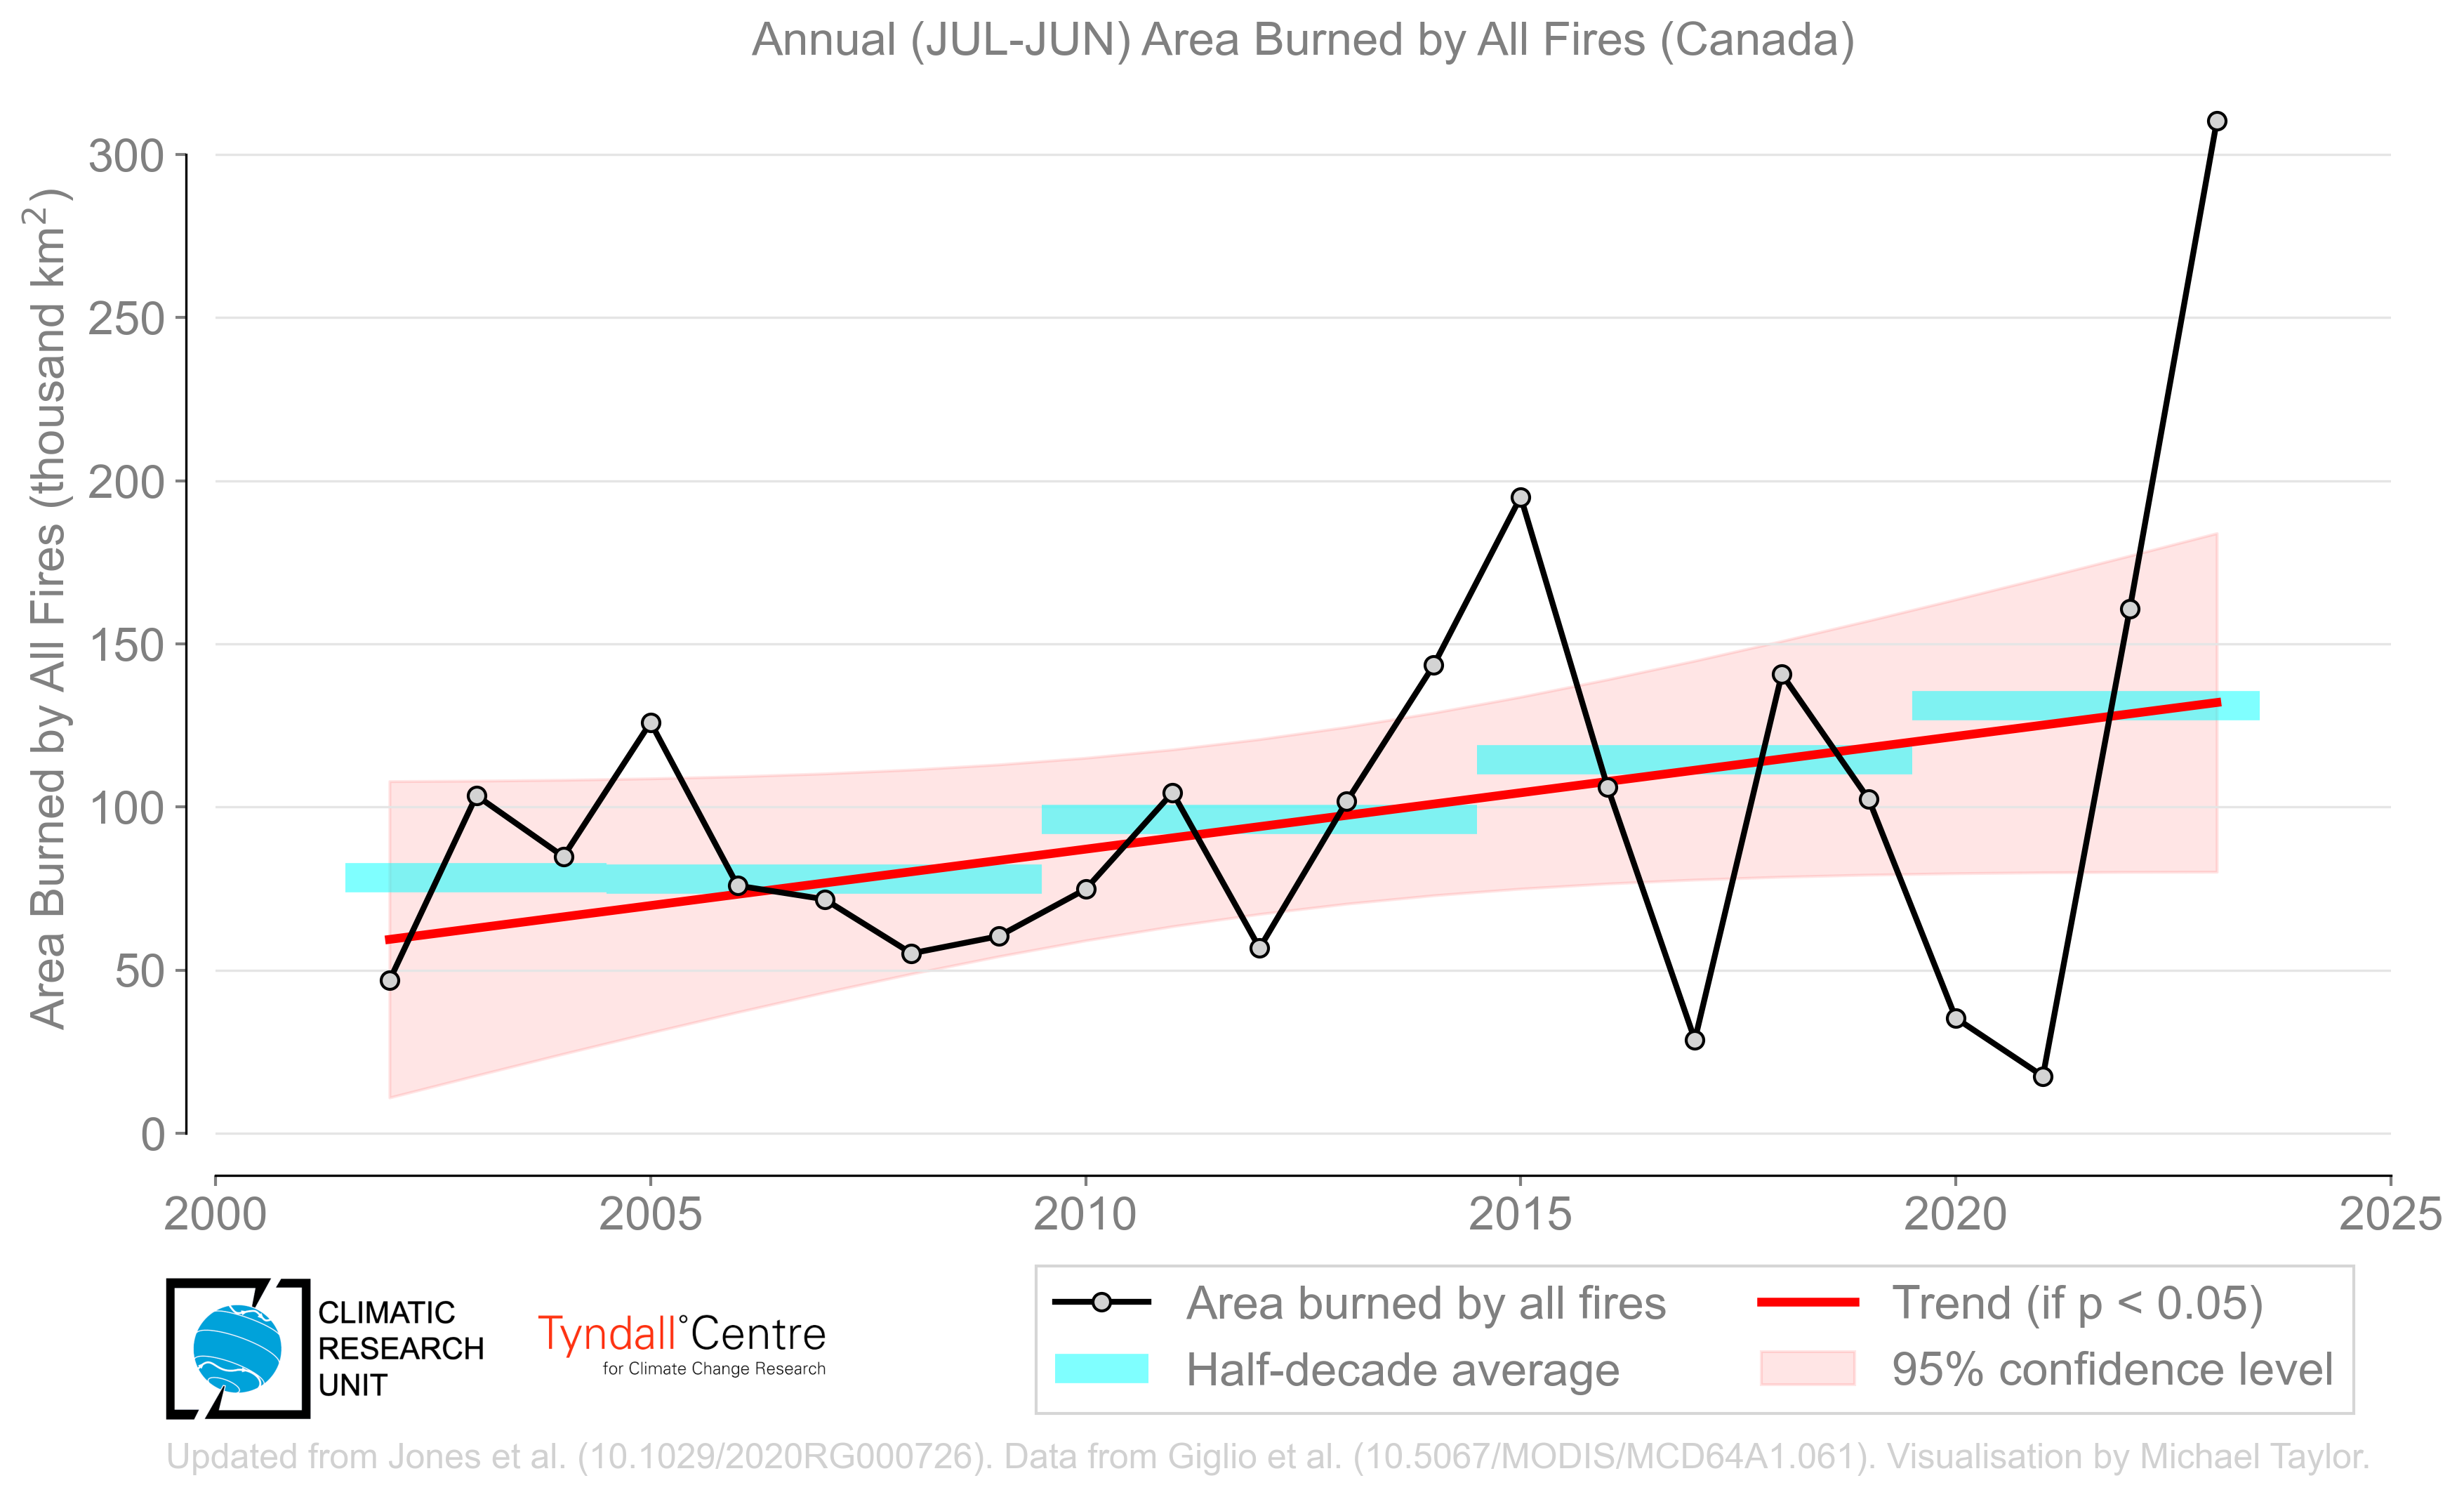 Annual (JUL-JUN) Area Burned by All Fires (Canada)
Area Burned by All Fires (thousand km²)
300
250
200
150
100
50
0
2000 2005 2010 2015 2020 2025
CLIMATIC
RESEARCH
UNIT
Tyndall°Centre
for Climate Change Research
Area burned by all fires
Half-decade average
Trend (if p < 0.05)
95% confidence level
Updated from Jones et al. (10.1029/2020RG000726). Data from Giglio et al. (10.5067/MODIS/MCD64A1.061). Visualisation by Michael Taylor.